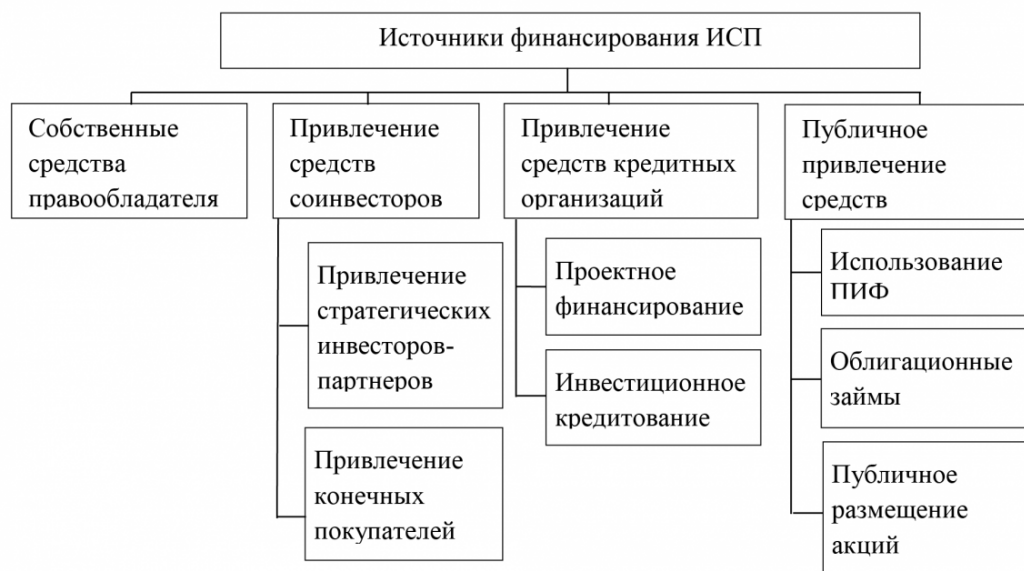 Источники финансирования ИСП
Собственные
средства
правообладателя
Привлечение
средств
соинвесторов
Привлечение
средств кредитных
организаций
Публичное
привлечение
средств
Привлечение
стратегических
инвесторов-
партнеров
Привлечение
конечных
покупателей
Проектное
финансирование
Инвестиционное
кредитование
Использование
ПИФ
Облигационные
займы
Публичное
размещение
акций